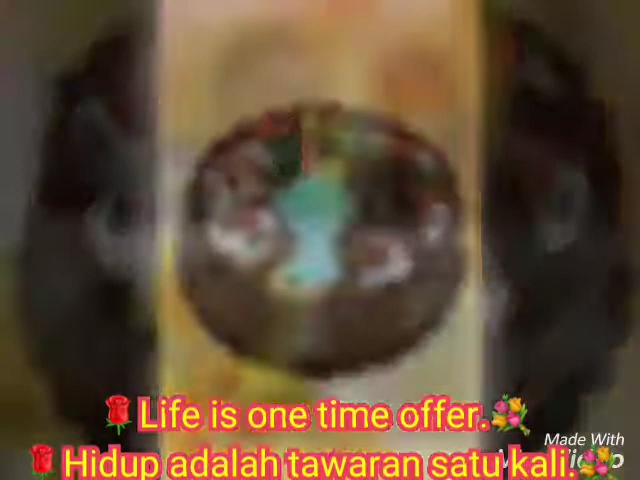 🌹Life is one time offer.💐
🌹Hidup adalah tawaran satu kali.💐
Made With